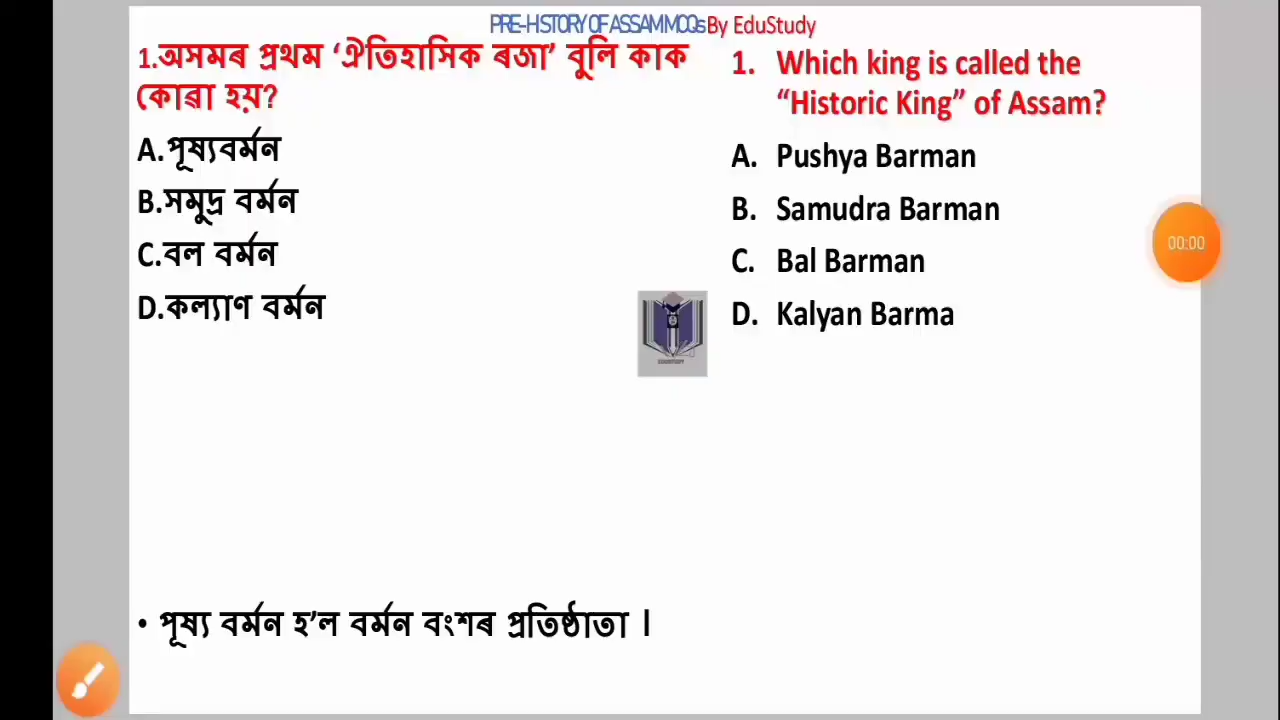 PRE-HISTORY OF ASSAM MCQs By EduStudy
1.অসমৰ প্ৰথম ‘ঐতিহাসিক ৰজা’ বুলি কাক
কোৱা হয়?
A.পূষ্যবৰ্মন
B.সমুদ্ৰ বৰ্মন
C.বল বৰ্মন
D.কল্যাণ বৰ্মন
1. Which king is called the
“Historic King” of Assam?
A. Pushya Barman
B. Samudra Barman
C. Bal Barman
D. Kalyan Barma
00:00
EDUSTUDY
• পূষ্য বৰ্মন হ’ল বৰ্মন বংশৰ প্ৰতিষ্ঠাতা ।